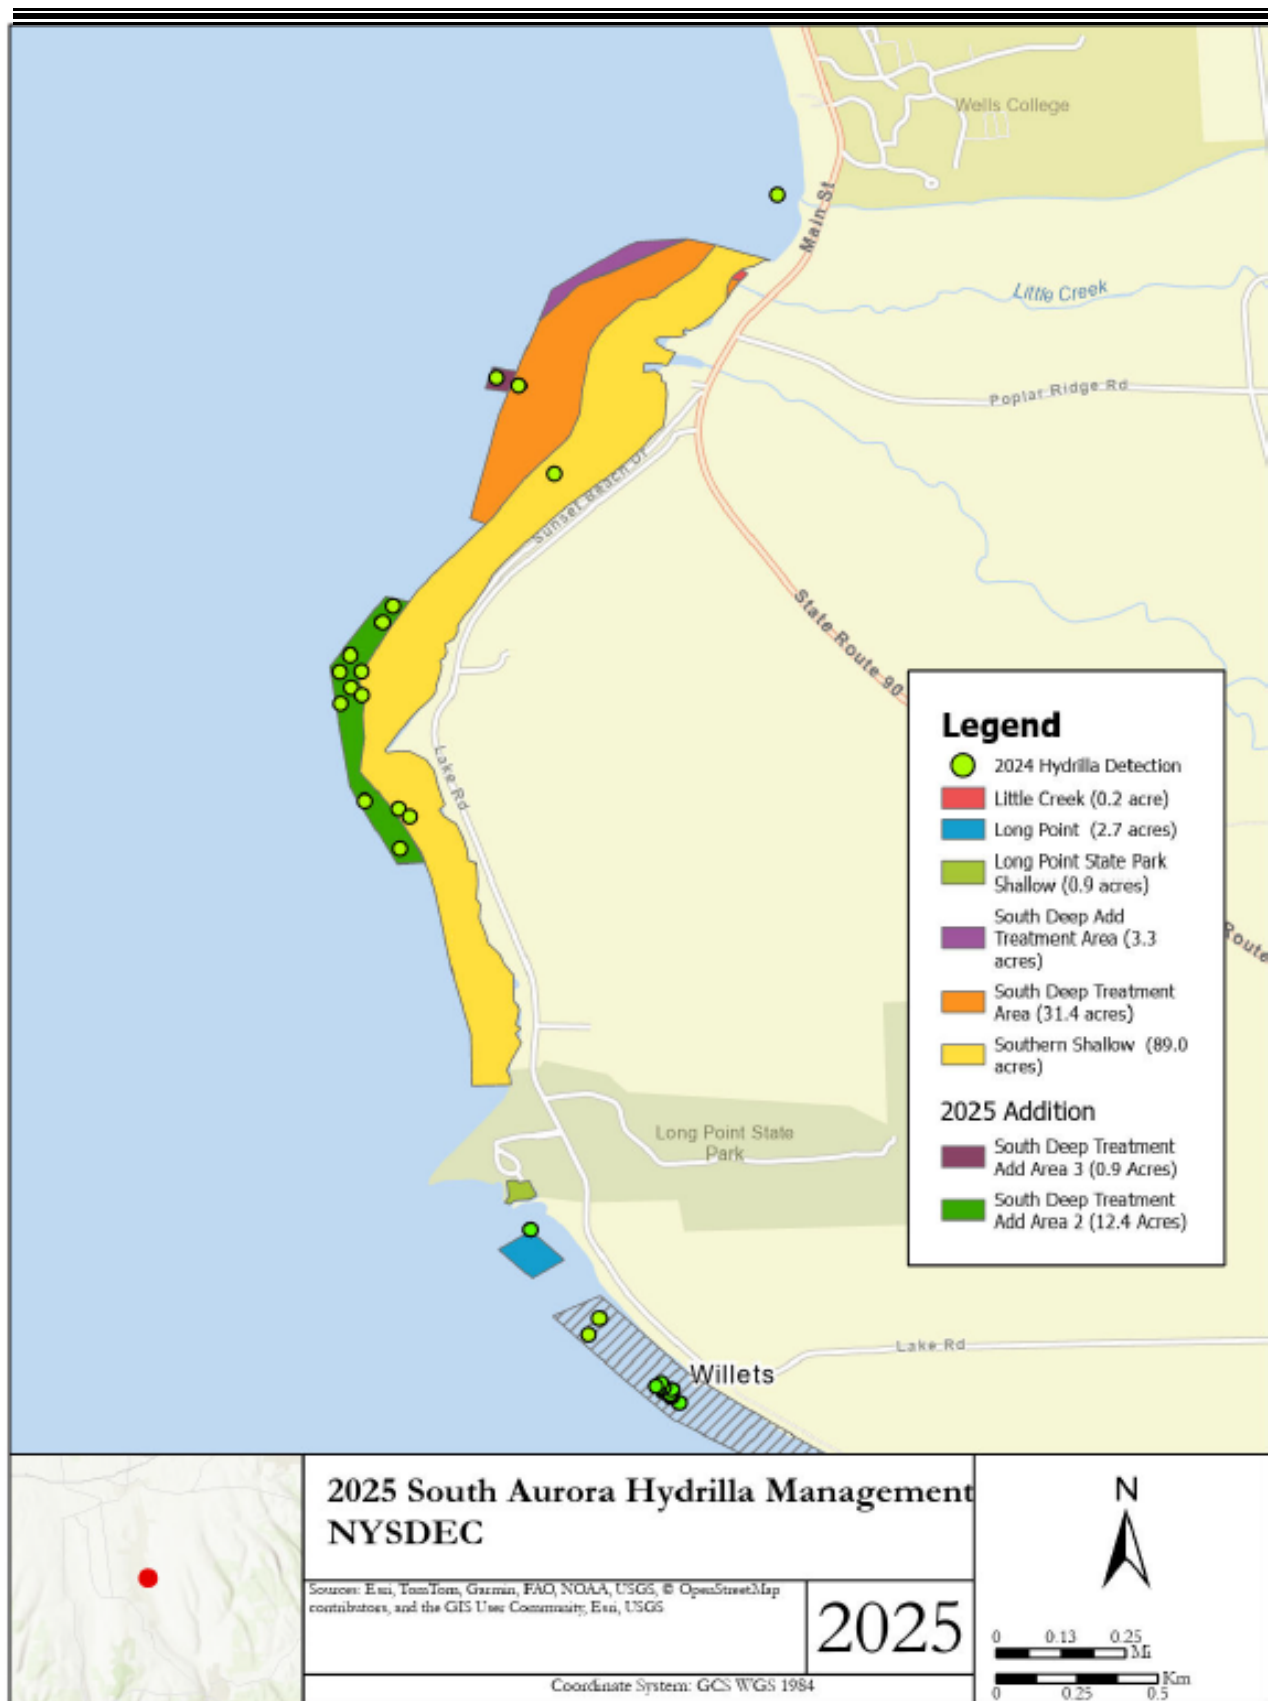 Wells College
Main St
Little Creek
Poplar Ridge Rd
Sunset Beach Dr
State Route 90
Lake Rd
Route
Legend
2024 Hydrilla Detection
Little Creek (0.2 acre)
Long Point (2.7 acres)
Long Point State Park
Shallow (0.9 acres)
South Deep Add
Treatment Area (3.3
acres)
South Deep Treatment
Area (31.4 acres)
Southern Shallow (89.0
acres)
2025 Addition
South Deep Treatment
Add Area 3 (0.9 Acres)
South Deep Treatment
Add Area 2 (12.4 Acres)
Long Point State
Park
Lake Rd
Willets
2025 South Aurora Hydrilla Management
NYSDEC
Sources: Esri, TomTom, Garmin, FAO, NOAA, USGS, © OpenStreetMap
contributors, and the GIS User Community, Esri, USGS
2025
Coordinate System: GCS WGS 1984
N
0 0.13 0.25
Mi
Km
0 0.25 0.5